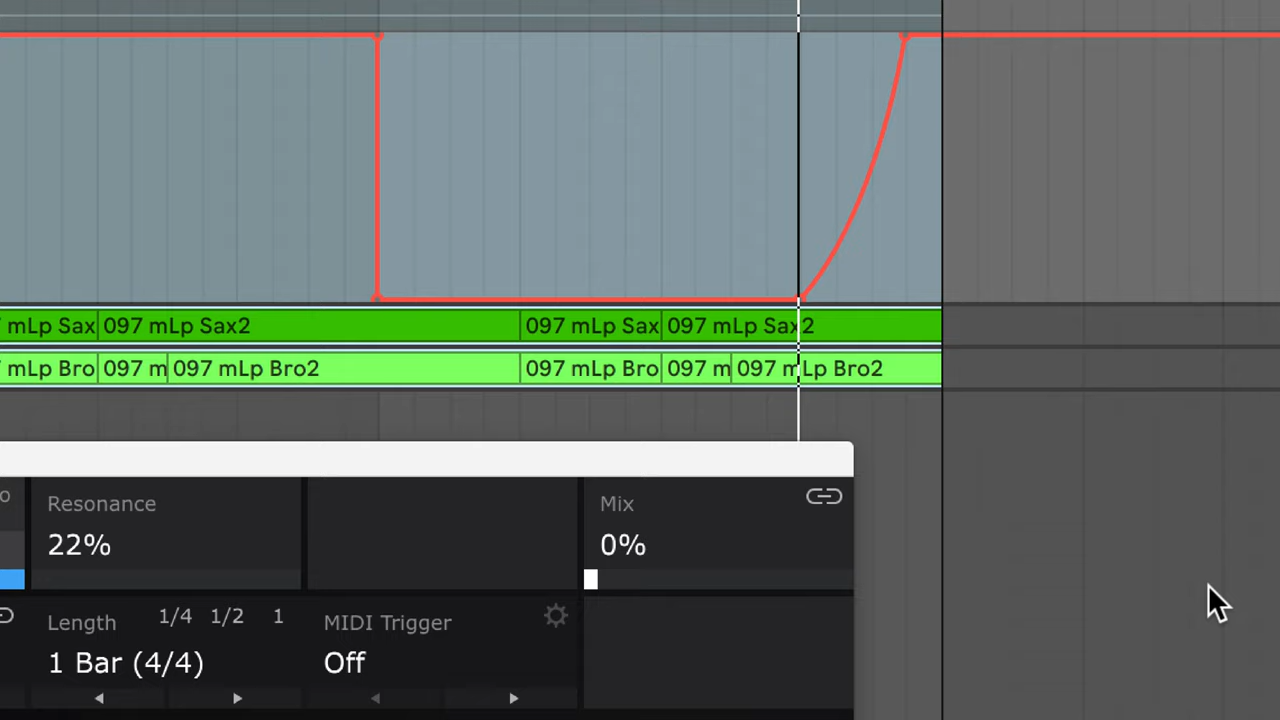 mLp Sax 097 mLp Sax2 097 mLp Sax 097 mLp Sax2
mLp Bro 097 m 097 mLp Bro2 097 mLp Bro 097 m 097 mLp Bro2
Resonance Mix
22% 0%
Length 1/4 1/2 1 MIDI Trigger
1 Bar (4/4) Off